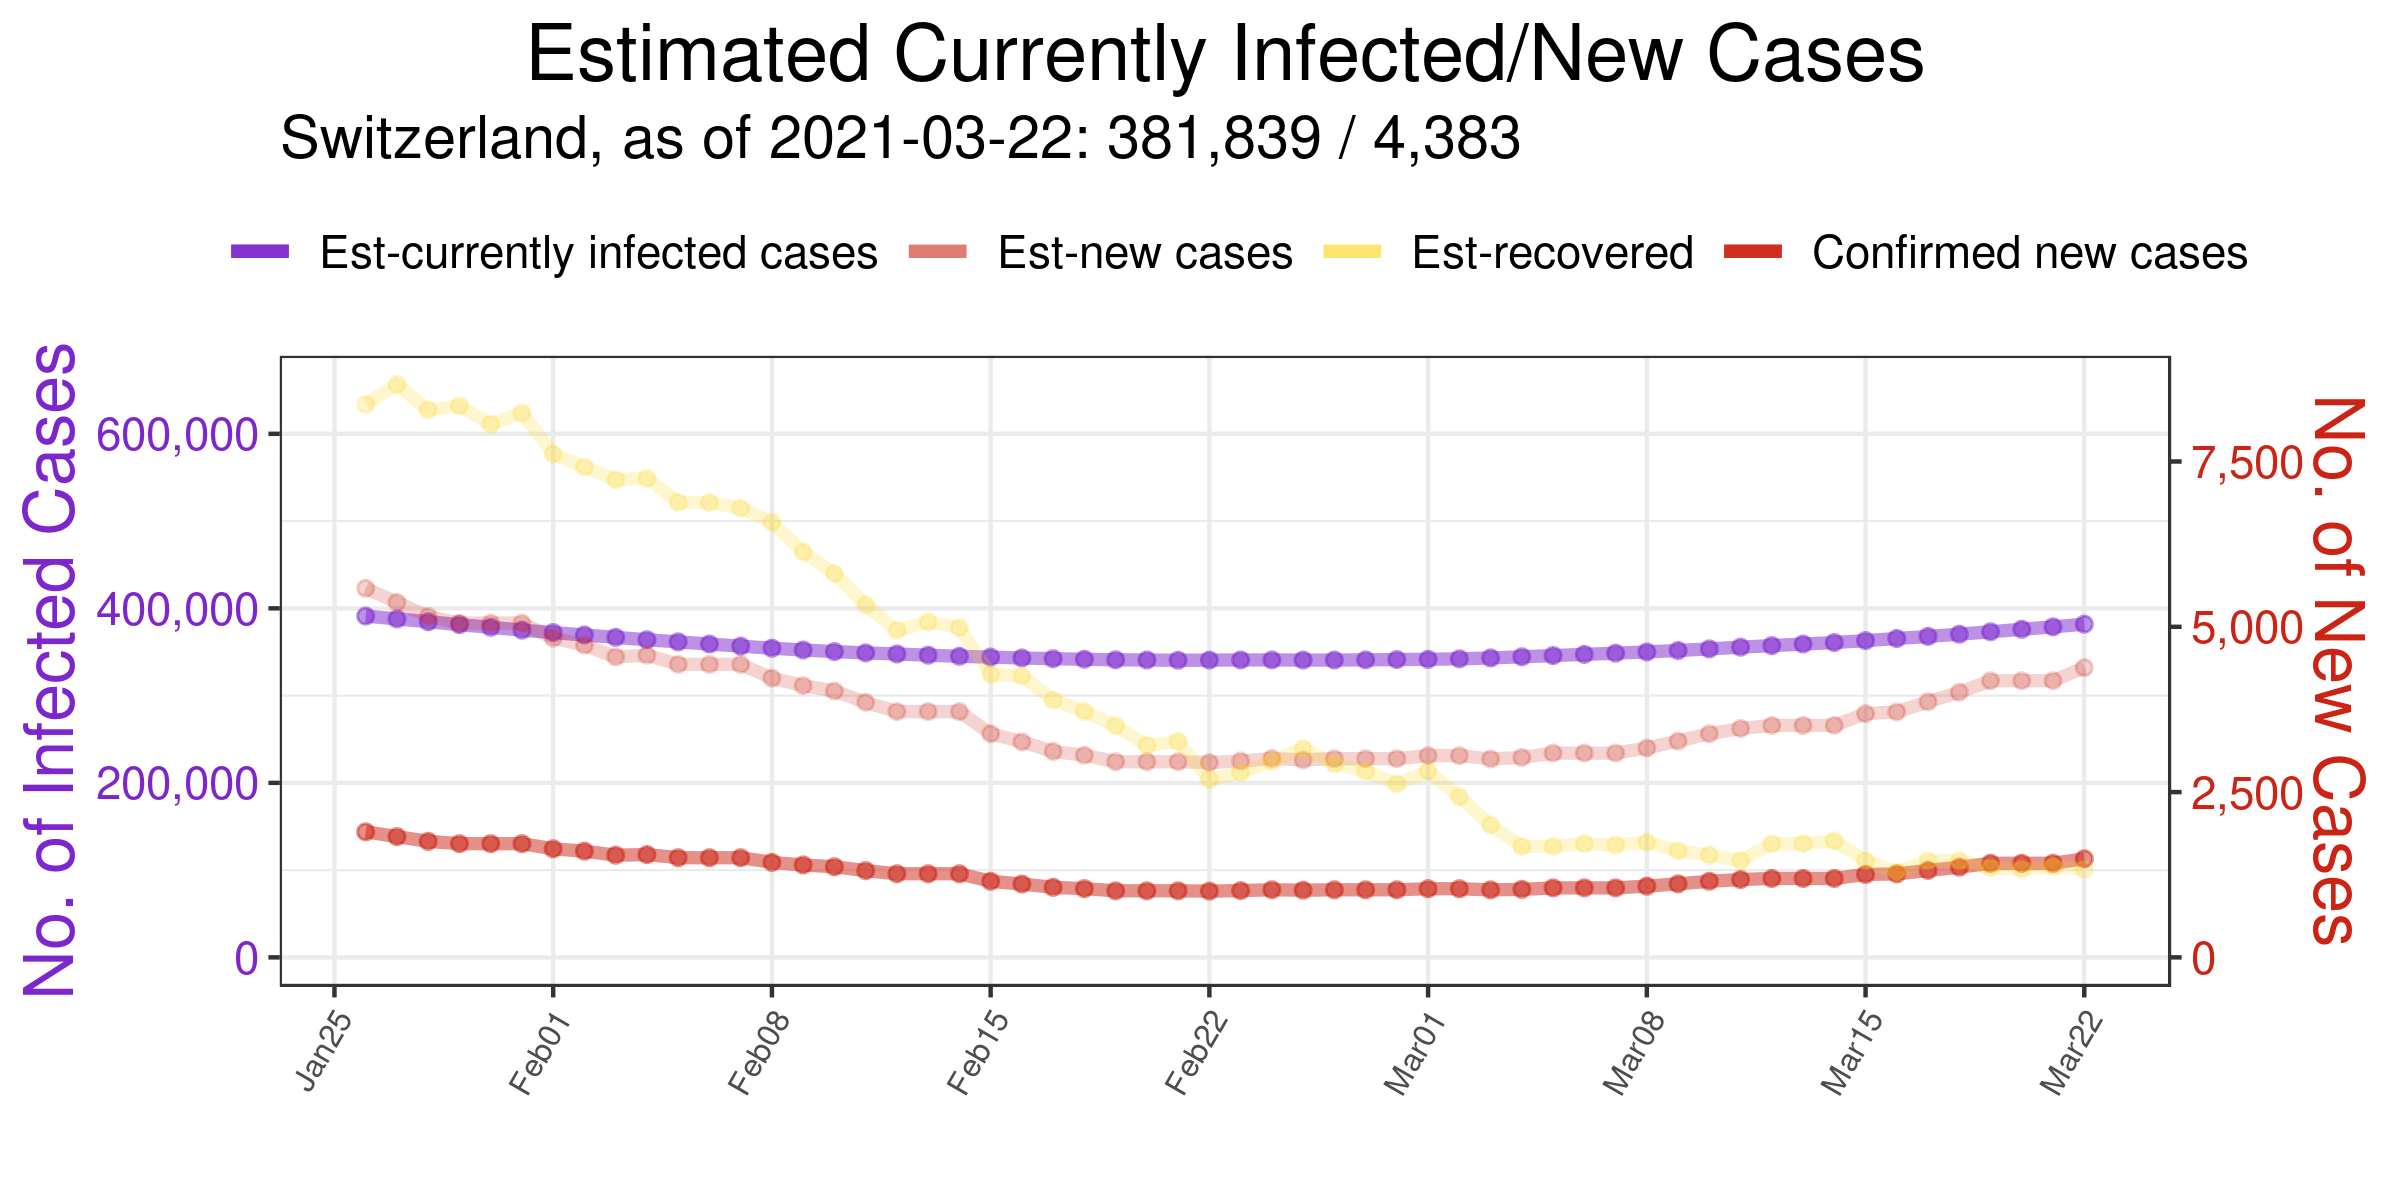 Estimated Currently Infected/New Cases
Switzerland, as of 2021-03-22: 381,839 / 4,383
Est-currently infected cases Est-new cases Est-recovered Confirmed new cases
No. of Infected Cases
600,000
400,000
200,000
0
7,500
5,000
2,500
0
No. of New Cases
Jan25 Feb01 Feb08 Feb15 Feb22 Mar01 Mar08 Mar15 Mar22